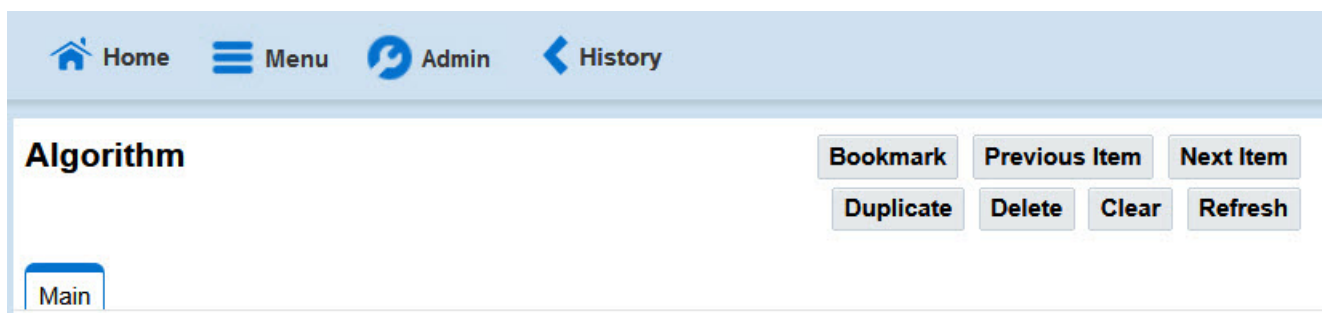 Home Menu Admin History
Algorithm Bookmark Previous Item Next Item
Duplicate Delete Clear Refresh
Main